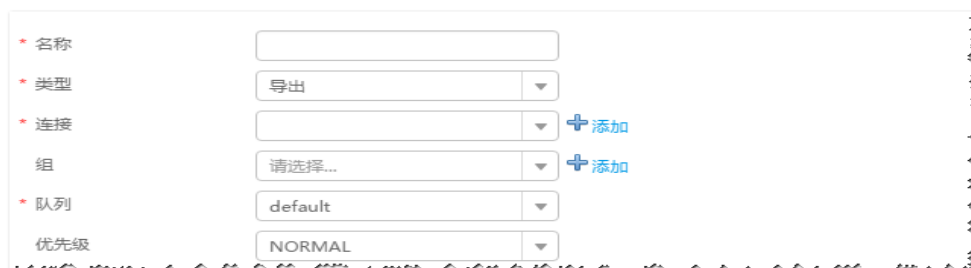 * 名称
* 类型 导出
* 连接 添加
组 请选择... 添加
* 队列 default
优先级 NORMAL